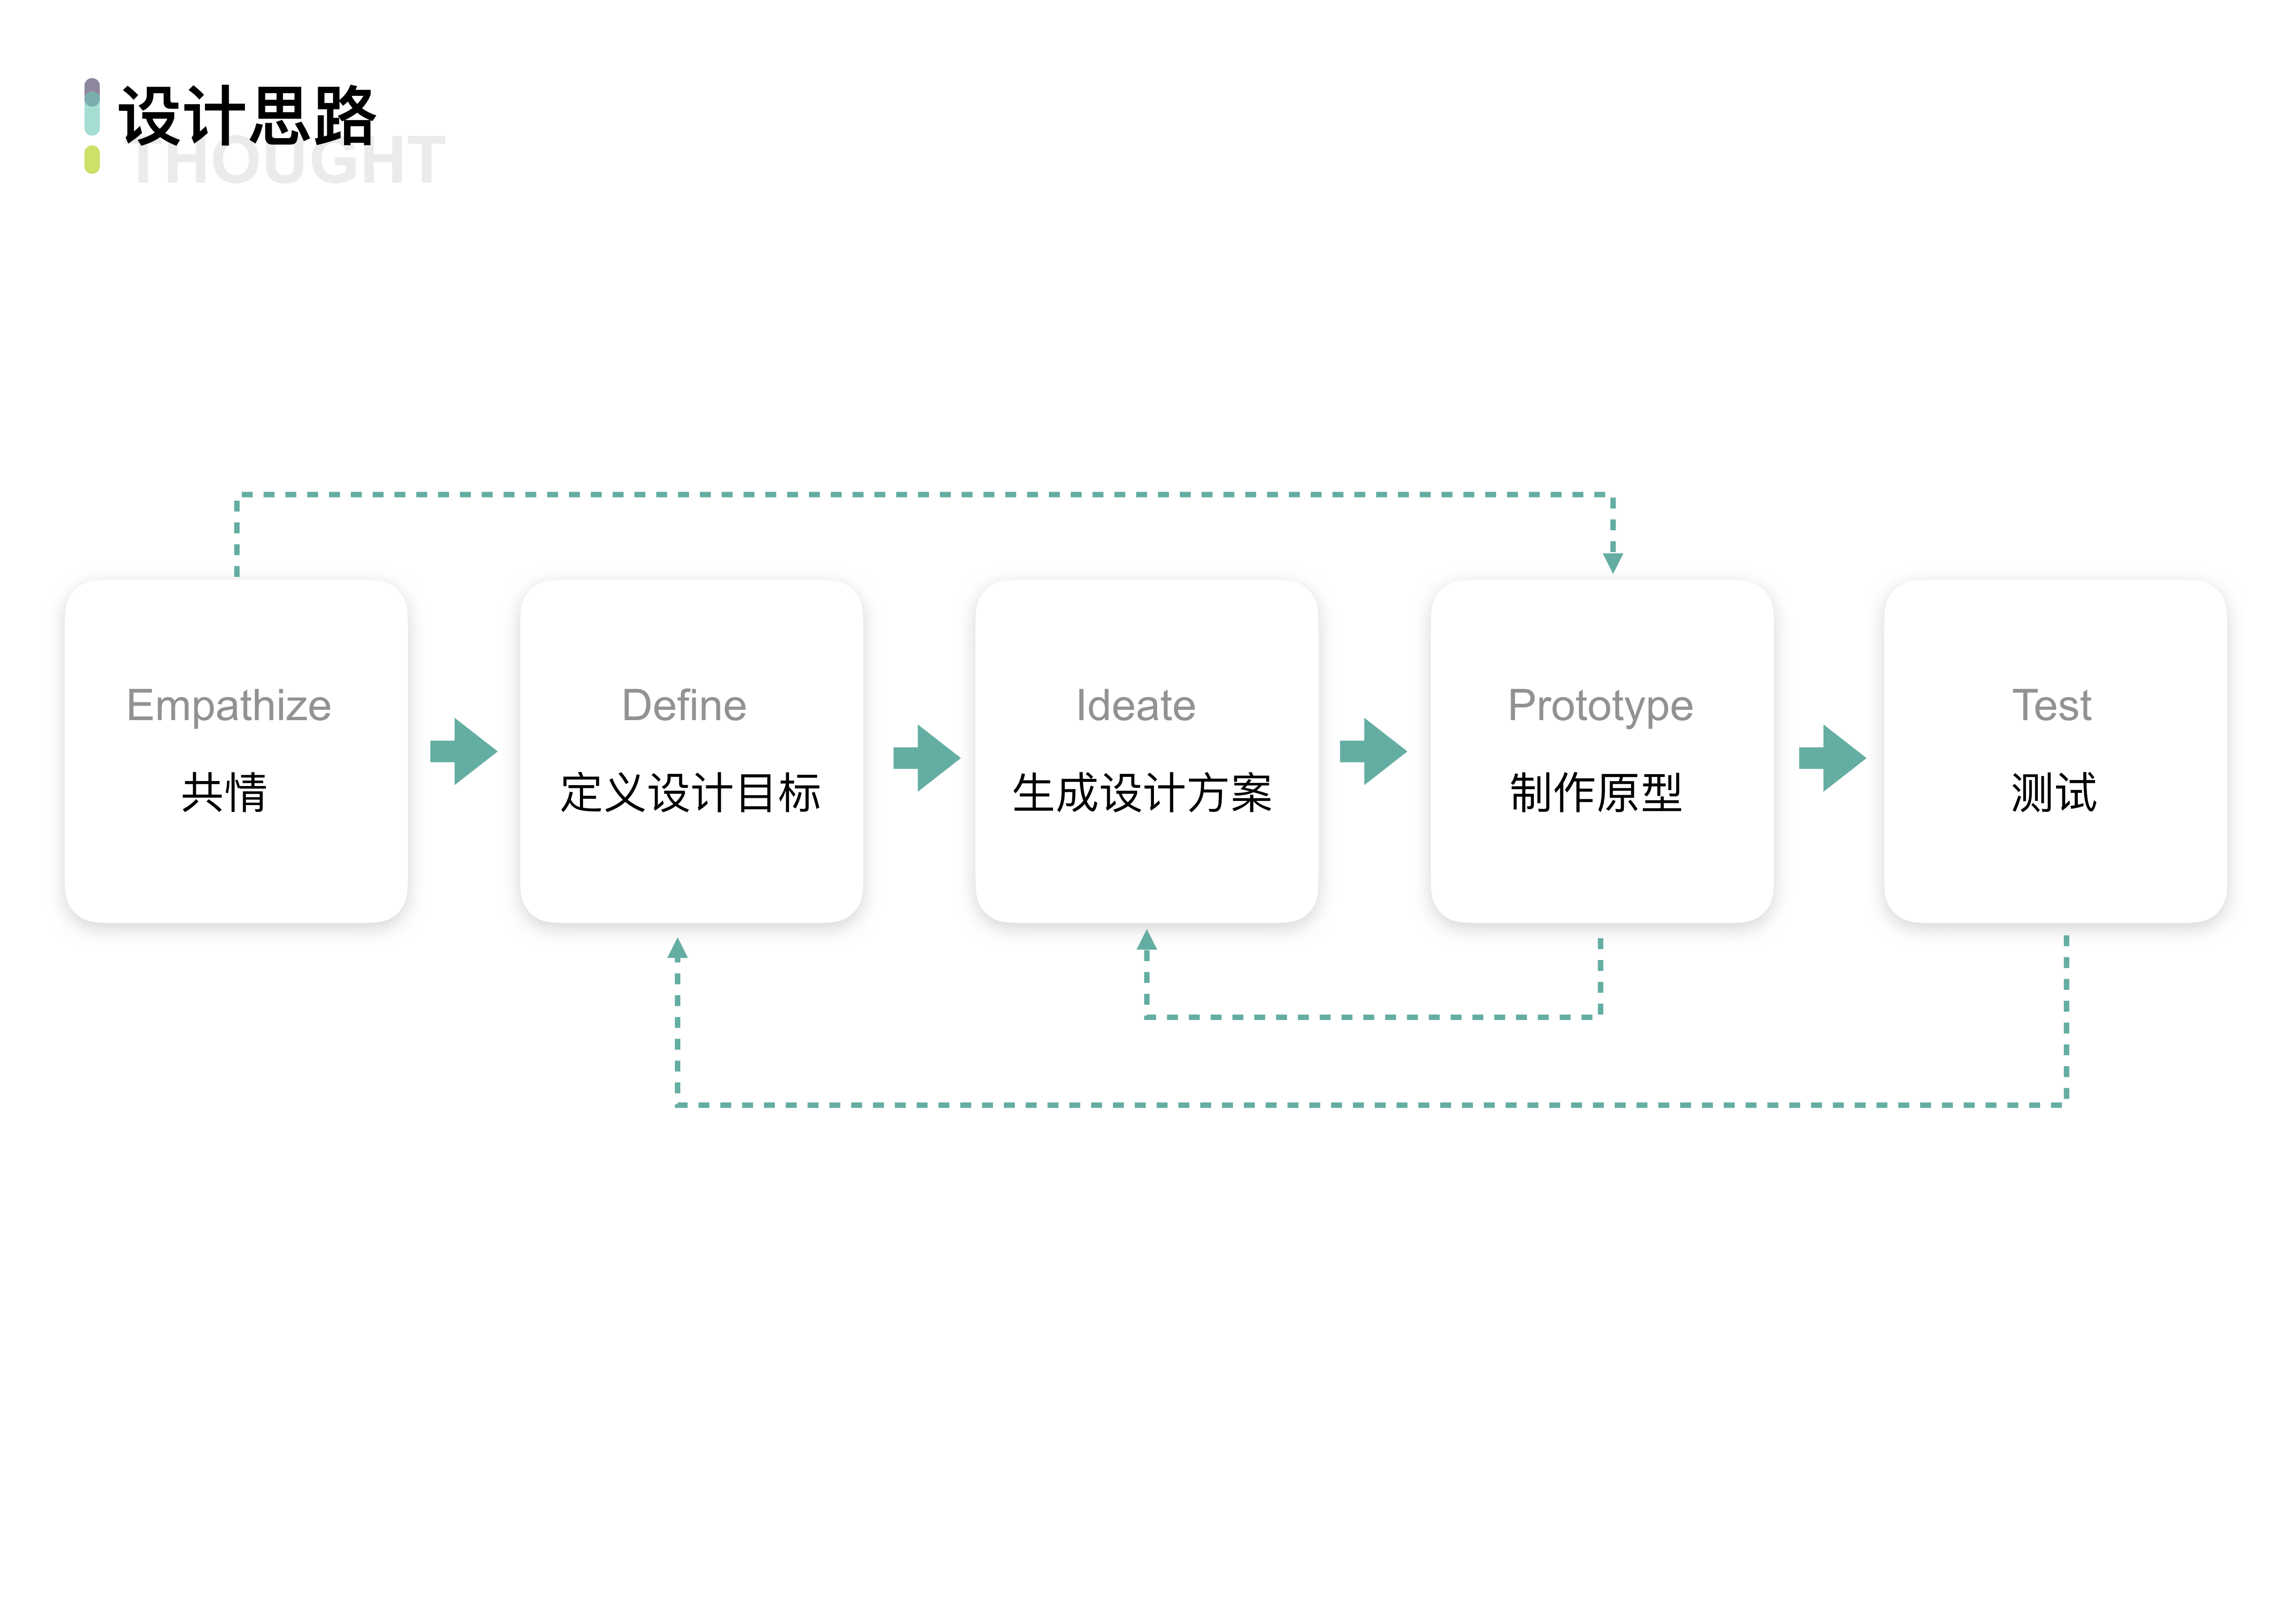 设计思路
THOUGHT
Empathize
共情
Define
定义设计目标
Ideate
生成设计方案
Prototype
制作原型
Test
测试